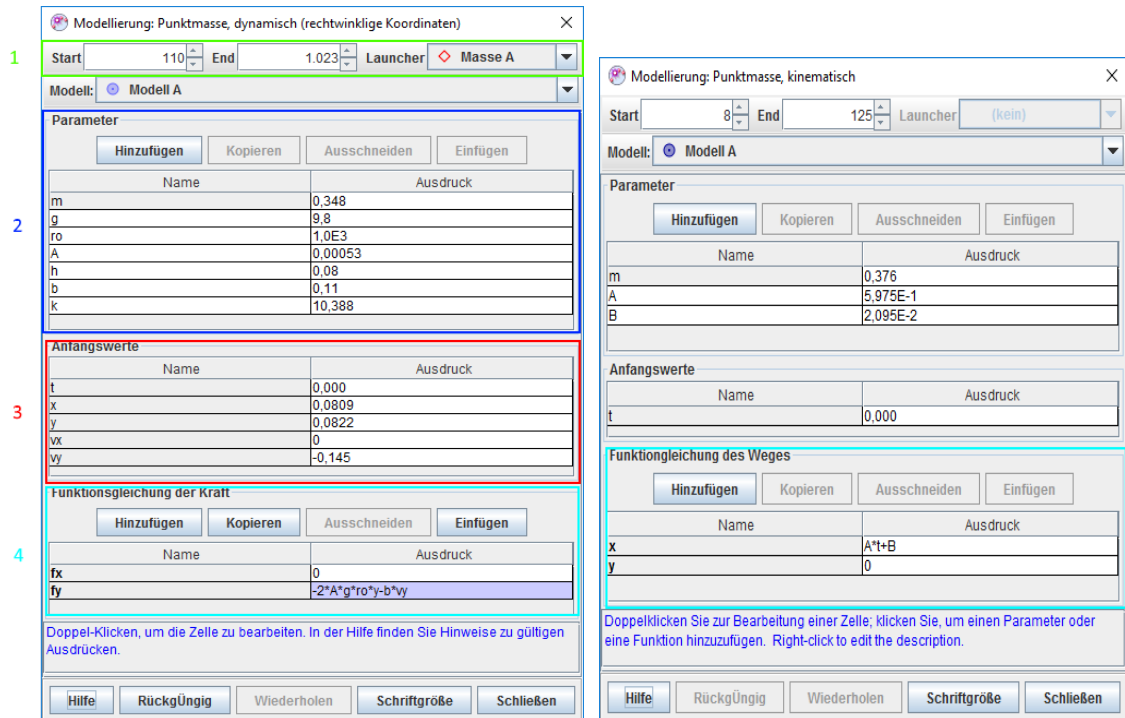 Modellierung: Punktmasse, dynamisch (rechtwinklige Koordinaten)
1
Start 110 End 1.023 Launcher Masse A
Modell: Modell A
2
Parameter
Hinzufügen Kopieren Ausschneiden Einfügen
Name Ausdruck
m 0,348
g 9,8
ro 1,0E3
A 0,00053
h 0,08
b 0,11
k 10,388
3
Anfangswerte
Name Ausdruck
t 0,000
x 0,0809
y 0,0822
vx 0
vy -0,145
4
Funktionsgleichung der Kraft
Hinzufügen Kopieren Ausschneiden Einfügen
Name Ausdruck
fx 0
fy -2*A*g*ro*y-b*vy
Doppel-Klicken, um die Zelle zu bearbeiten. In der Hilfe finden Sie Hinweise zu gültigen
Ausdrücken.
Hilfe RückgÜngig Wiederholen Schriftgröße Schließen
Modellierung: Punktmasse, kinematisch
Start 8 End 125 Launcher (kein)
Modell: Modell A
Parameter
Hinzufügen Kopieren Ausschneiden Einfügen
Name Ausdruck
m 0,376
A 5,975E-1
B 2,095E-2
Anfangswerte
Name Ausdruck
t 0,000
Funktiongleichung des Weges
Hinzufügen Kopieren Ausschneiden Einfügen
Name Ausdruck
x A*t+B
y 0
Doppelklicken Sie zur Bearbeitung einer Zelle; klicken Sie, um einen Parameter oder
eine Funktion hinzuzufügen. Right-click to edit the description.
Hilfe RückgÜngig Wiederholen Schriftgröße Schließen